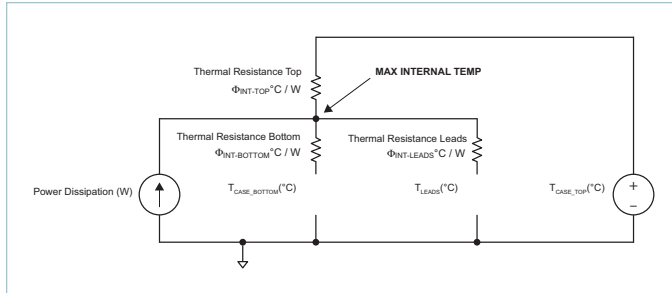 Thermal Resistance Top
ΦINT-TOP°C / W
MAX INTERNAL TEMP
Thermal Resistance Bottom
ΦINT-BOTTOM°C / W
Thermal Resistance Leads
ΦINT-LEADS°C / W
Power Dissipation (W)
TCASE_BOTTOM(°C)
TLEADS(°C)
TCASE_TOP(°C)
+
–